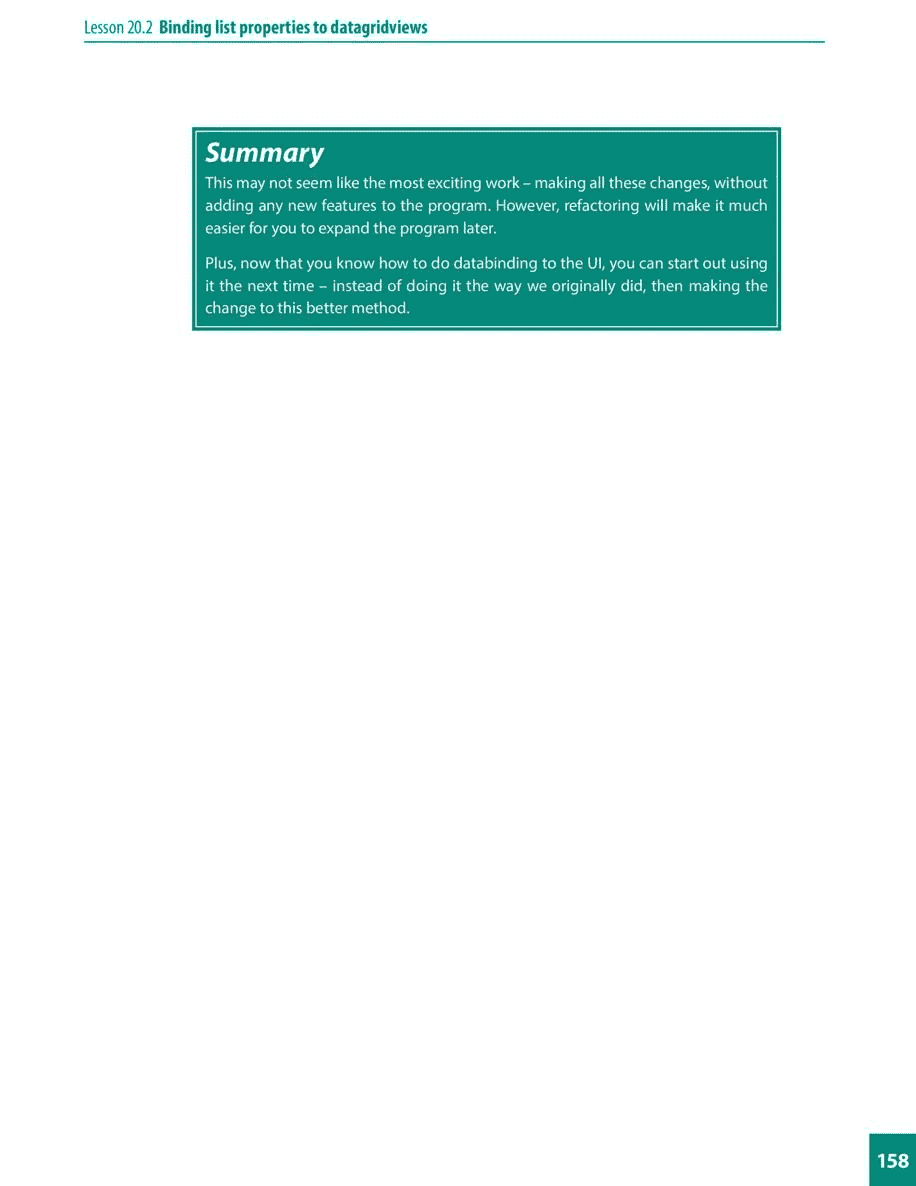 Lesson 20.2 Binding list properties to datagridviews
Summary
This may not seem like the most exciting work – making all these changes, without
adding any new features to the program. However, refactoring will make it much
easier for you to expand the program later.
Plus, now that you know how to do databinding to the UI, you can start out using
it the next time – instead of doing it the way we originally did, then making the
change to this better method.
158